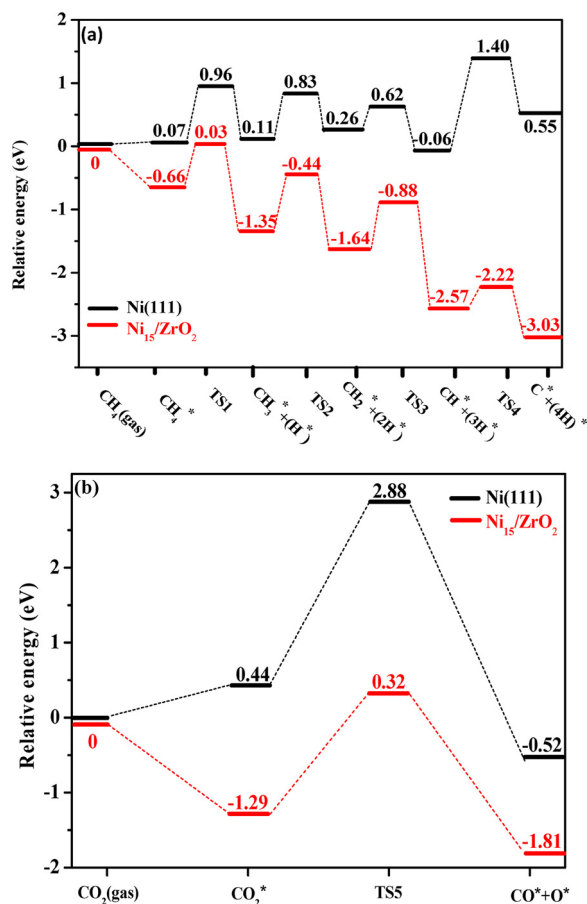 (a)
2
1
0
-1
-2
-3
Relative energy (eV)
0
0.07
-0.66
0.96
0.03
0.11
-1.35
0.83
-0.44
0.26
-1.64
0.62
-0.88
-0.06
-2.57
1.40
-2.22
0.55
-3.03
Ni(111)
Ni₁₅/ZrO₂
CH₄(gas)
CH₄*
TS1
CH₃*+(H*)
TS2
CH₂*+(2H*)
TS3
CH*+(3H*)
TS4
C*+(4H)*
(b)
3
2
1
0
-1
-2
Relative energy (eV)
0
0.44
-1.29
2.88
0.32
-0.52
-1.81
Ni(111)
Ni₁₅/ZrO₂
CO₂(gas)
CO₂*
TS5
CO*+O*